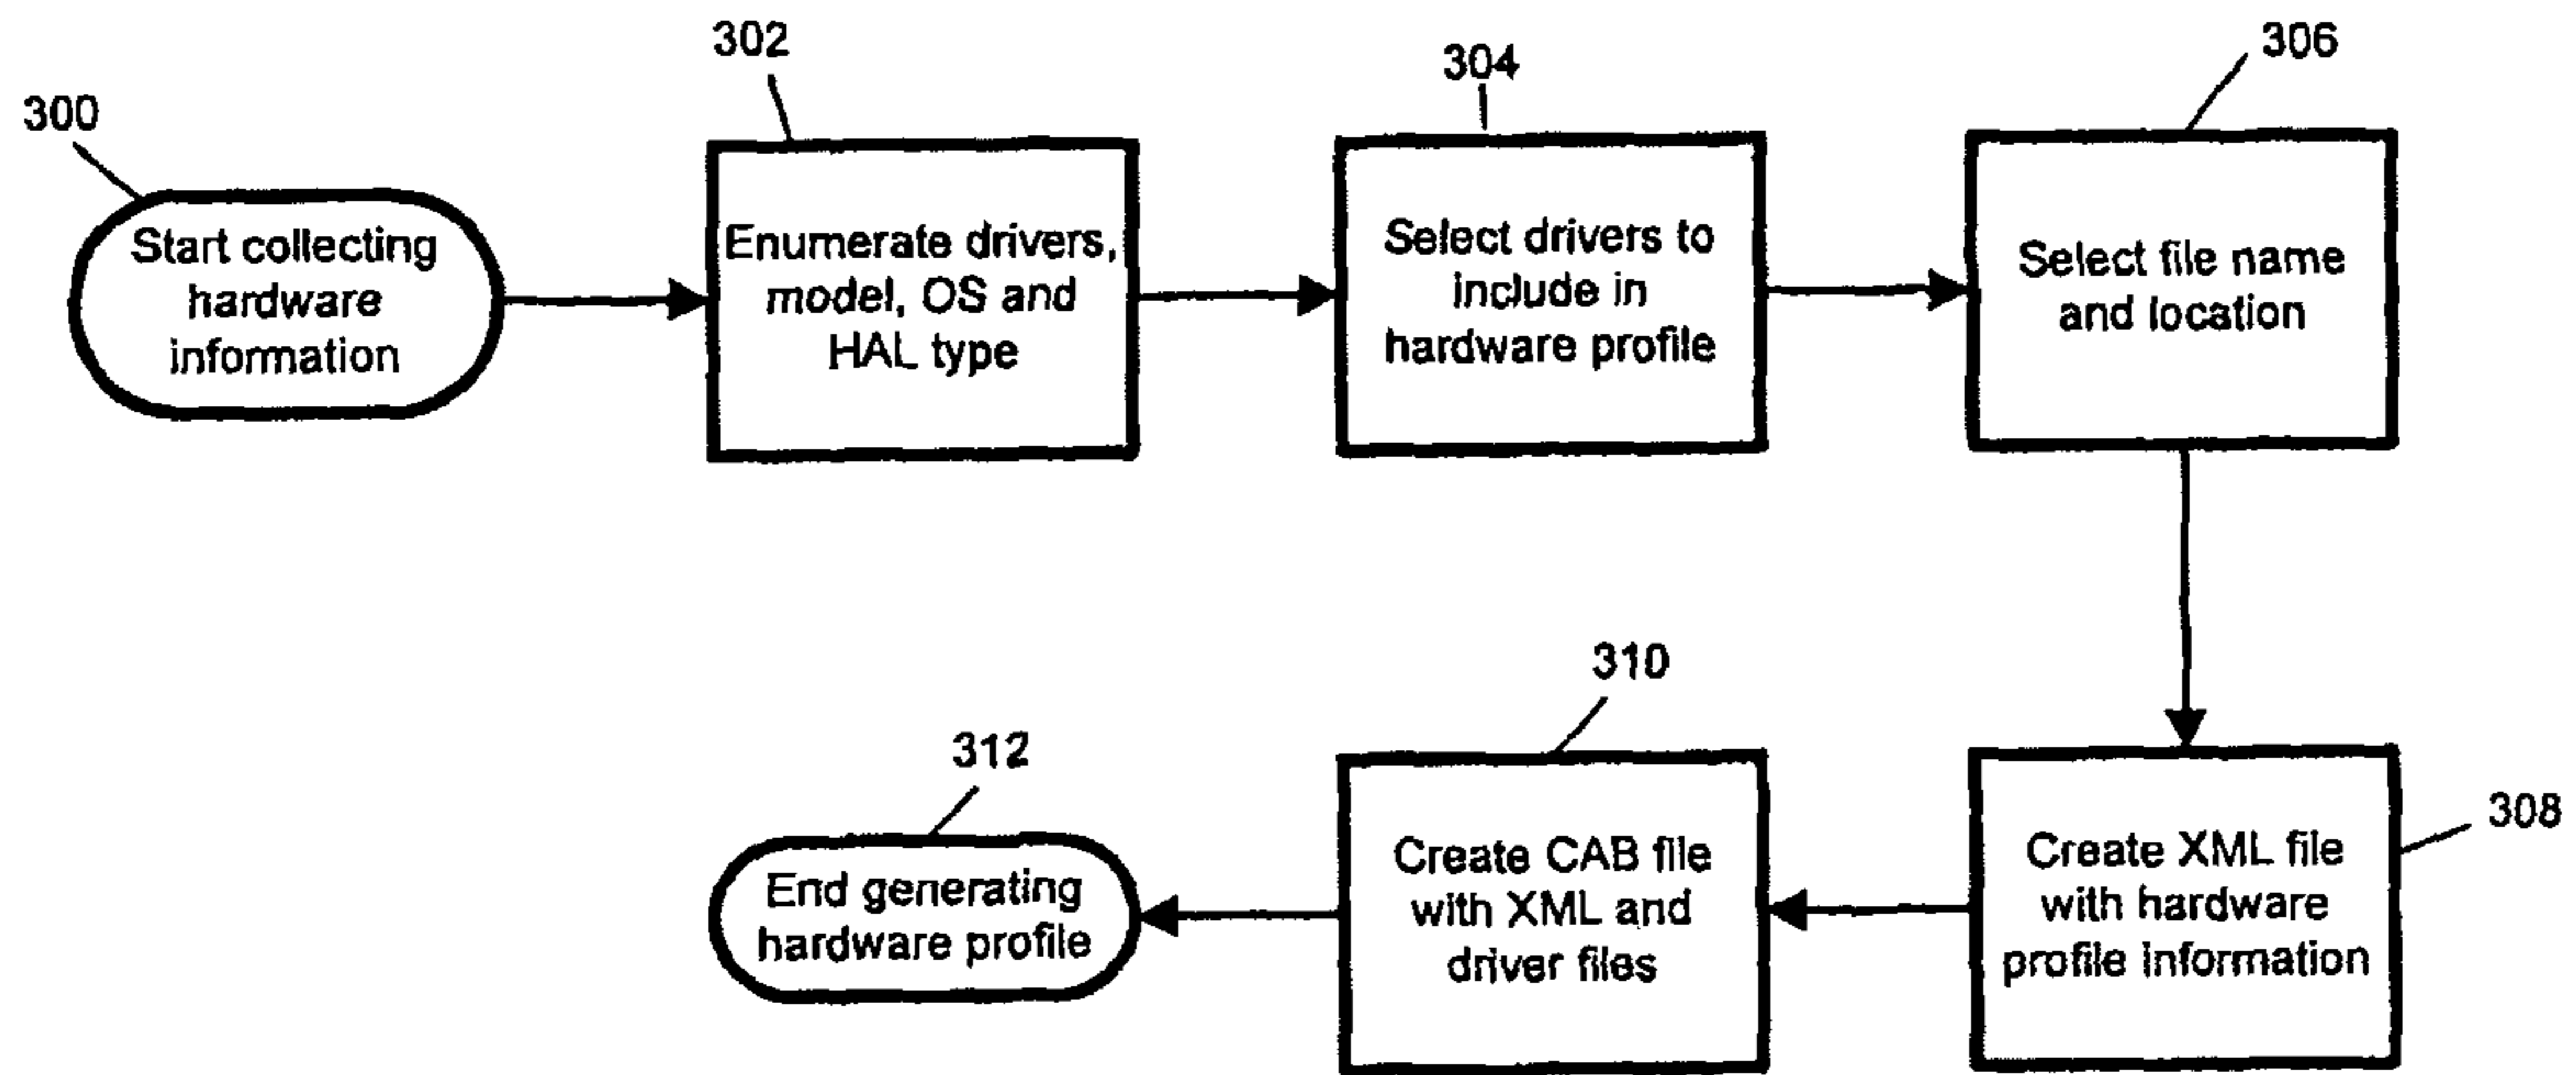 300
Start collecting
hardware
information
302
Enumerate drivers,
model, OS and
HAL type
304
Select drivers to
include in
hardware profile
306
Select file name
and location
308
Create XML file
with hardware
profile information
310
Create CAB file
with XML and
driver files
312
End generating
hardware profile